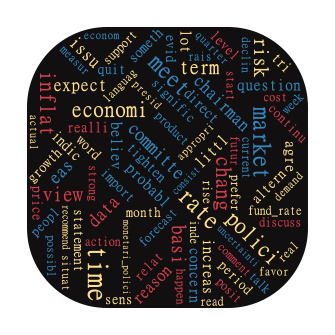 econom
support
someth
evid
lot
quarter
level
declin
risk
tri
issu
measur
quit
languag
presid
meet
term
raise
start
question
expect
signific
direct
cost
week
inflat
economi
product
continu
actual
realli
believ
committe
appropri
littl
chang
market
current
futur
agre
indic
word
growth
eas
tighten
probabl
consist
chairman
prefer
altern
demand
price
view
strong
import
rise
rate
fund_rate
peopl
data
month
polici
discuss
statement
recommend
situat
action
time
monetari_polici
forecast
basi
inde
concern
uncertainti
comment
real
relat
reason
happen
increas
period
talk
favor
posit
sens
read